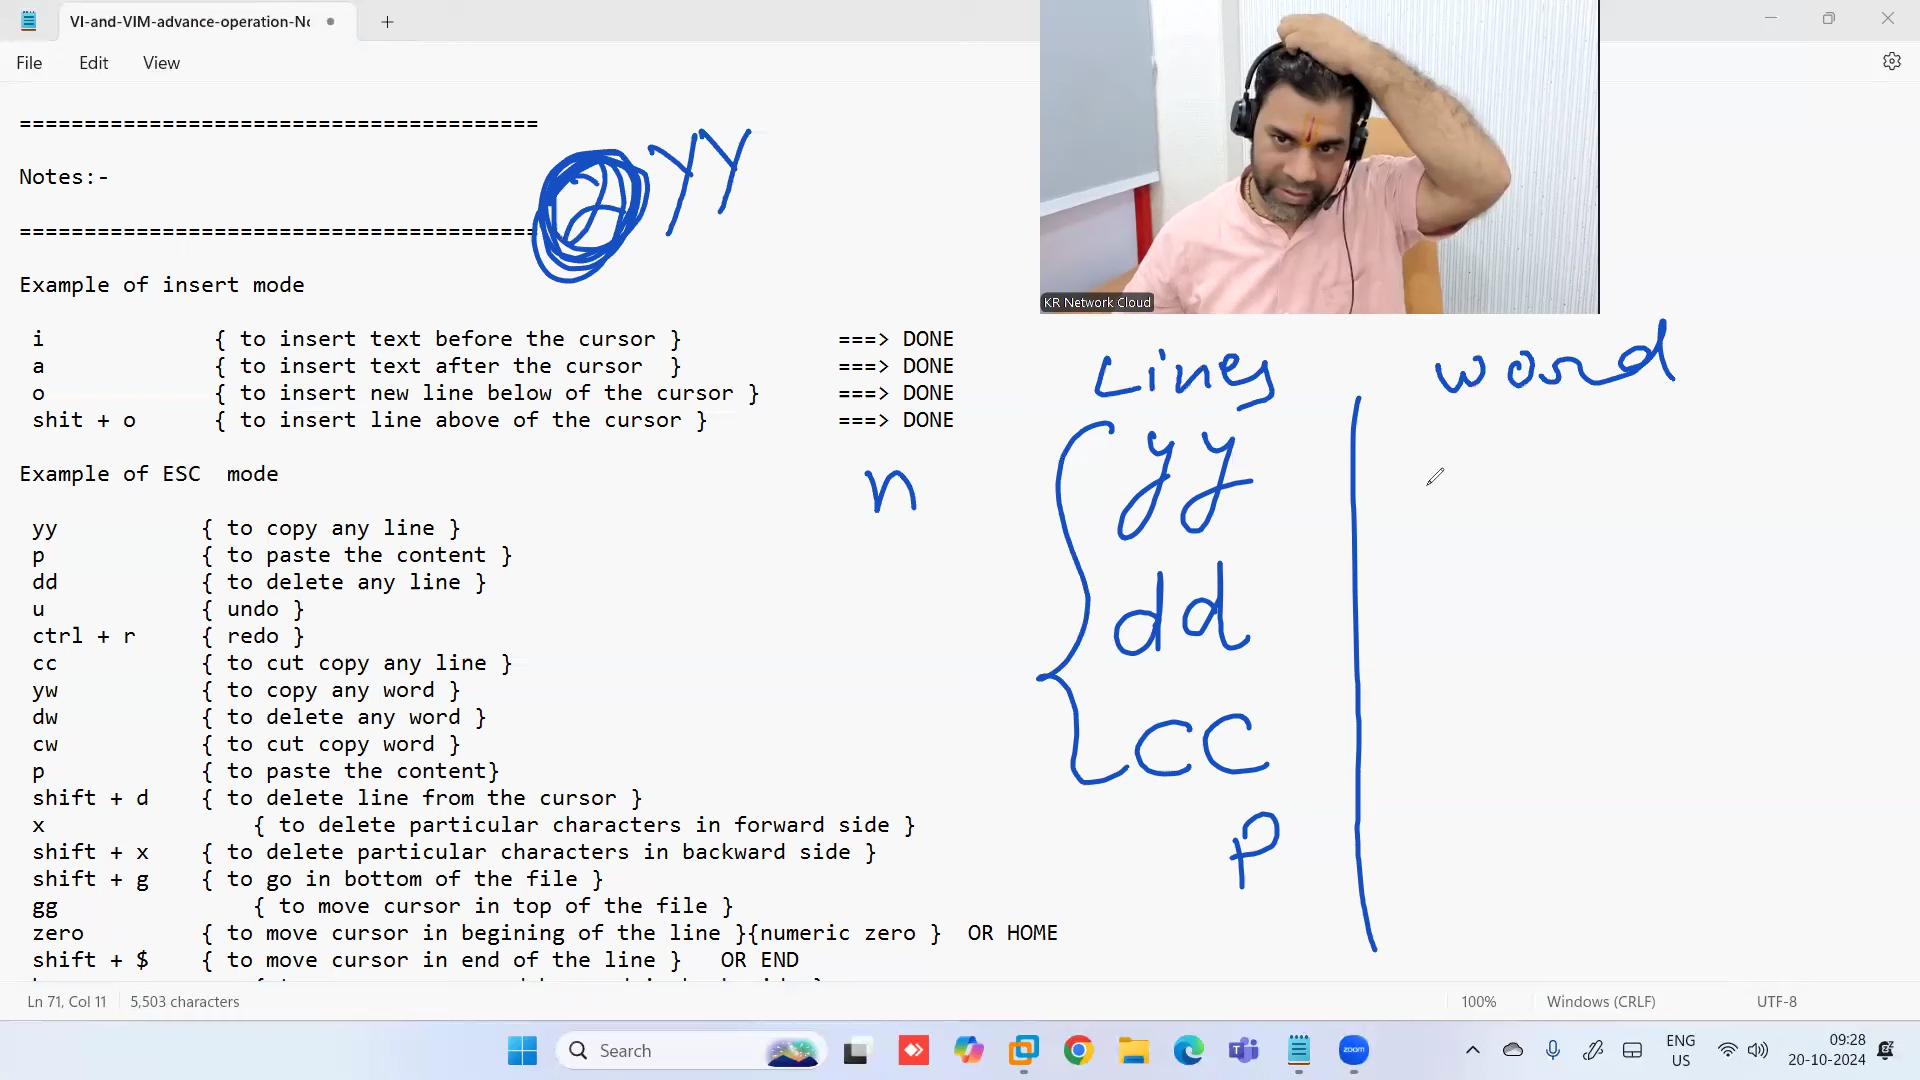 VI-and-VIM-advance-operation-No
File Edit View
========================================
Notes:-
========================================
2 yy
Example of insert mode
i { to insert text before the cursor } ===> DONE
a { to insert text after the cursor } ===> DONE
o { to insert new line below of the cursor } ===> DONE
shit + o { to insert line above of the cursor } ===> DONE
Example of ESC mode
yy { to copy any line }
p { to paste the content }
dd { to delete any line }
u { undo }
ctrl + r { redo }
cc { to cut copy any line }
yw { to copy any word }
dw { to delete any word }
cw { to cut copy word }
p { to paste the content}
shift + d { to delete line from the cursor }
x { to delete particular characters in forward side }
shift + x { to delete particular characters in backward side }
shift + g { to go in bottom of the file }
gg { to move cursor in top of the file }
zero { to move cursor in begining of the line }{numeric zero } OR HOME
shift + $ { to move cursor in end of the line } OR END
n
KR Network Cloud
Lines word
yy
dd
cc
p
Ln 71, Col 11 5,503 characters 100% Windows (CRLF) UTF-8
Search
zoom
ENG
US
09:28
20-10-2024